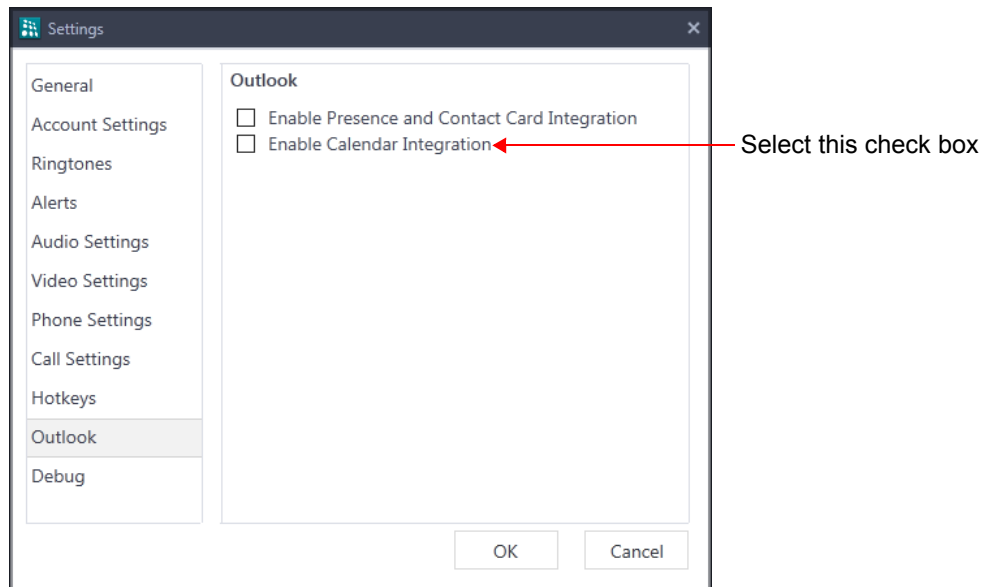 Settings
General
Account Settings
Ringtones
Alerts
Audio Settings
Video Settings
Phone Settings
Call Settings
Hotkeys
Outlook
Debug
Outlook
Enable Presence and Contact Card Integration
Enable Calendar Integration
Select this check box
OK
Cancel